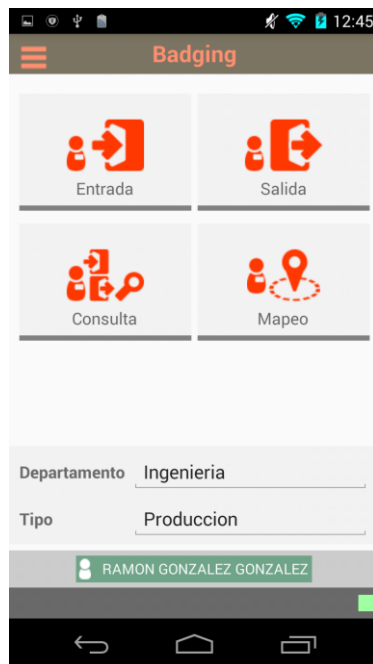 12:45
Badging
Entrada Salida
Consulta Mapeo
Departamento Ingenieria
Tipo Produccion
RAMON GONZALEZ GONZALEZ